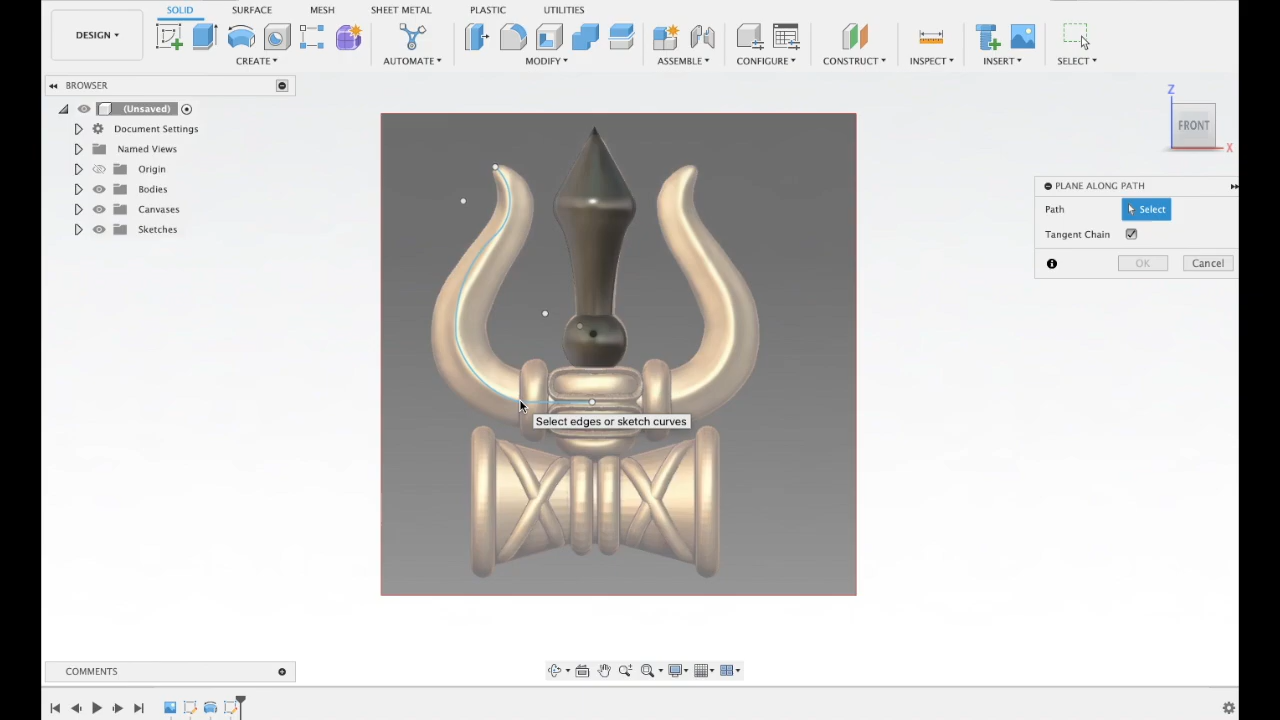 SOLID SURFACE MESH SHEET METAL PLASTIC UTILITIES
DESIGN
CREATE AUTOMATE MODIFY ASSEMBLE CONFIGURE CONSTRUCT INSPECT INSERT SELECT
BROWSER
(Unsaved)
Document Settings
Named Views
Origin
Bodies
Canvases
Sketches
Z
FRONT
X
PLANE ALONG PATH
Path Select
Tangent Chain
OK Cancel
Select edges or sketch curves
COMMENTS